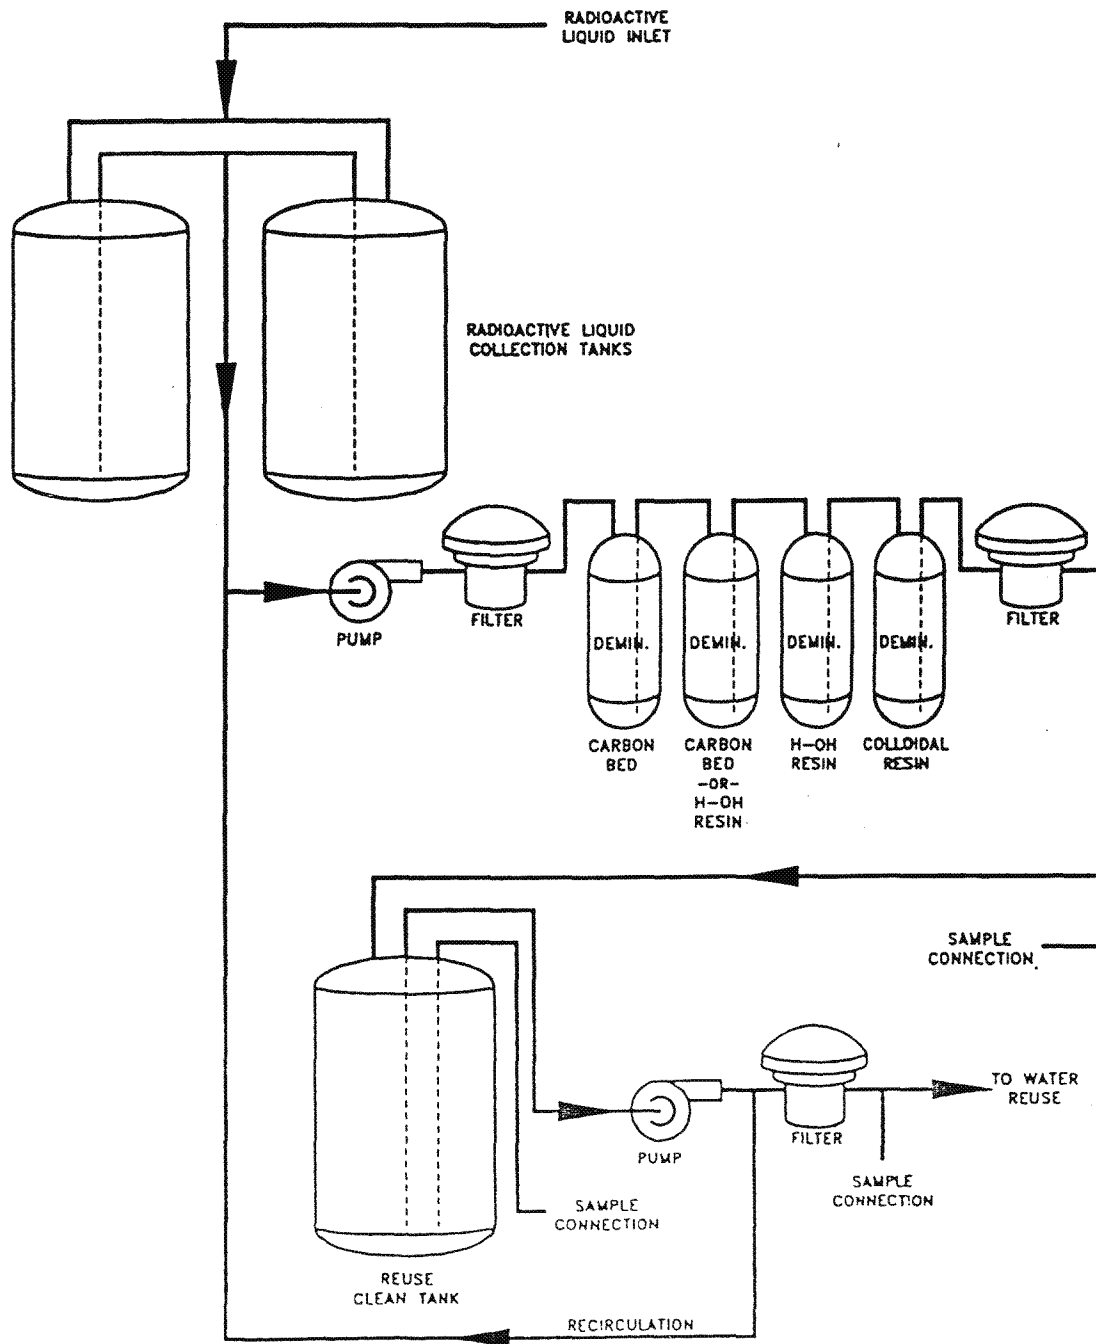 RADIOACTIVE
LIQUID INLET
RADIOACTIVE LIQUID
COLLECTION TANKS
PUMP
FILTER
DEMIN.
DEMIN.
DEMIN.
DEMIN.
FILTER
CARBON
BED
CARBON
BED
-OR-
H-OH
RESIN
H-OH
RESIN
COLLOIDAL
RESIN
SAMPLE
CONNECTION
TO WATER
REUSE
PUMP
FILTER
SAMPLE
CONNECTION
SAMPLE
CONNECTION
REUSE
CLEAN TANK
RECIRCULATION